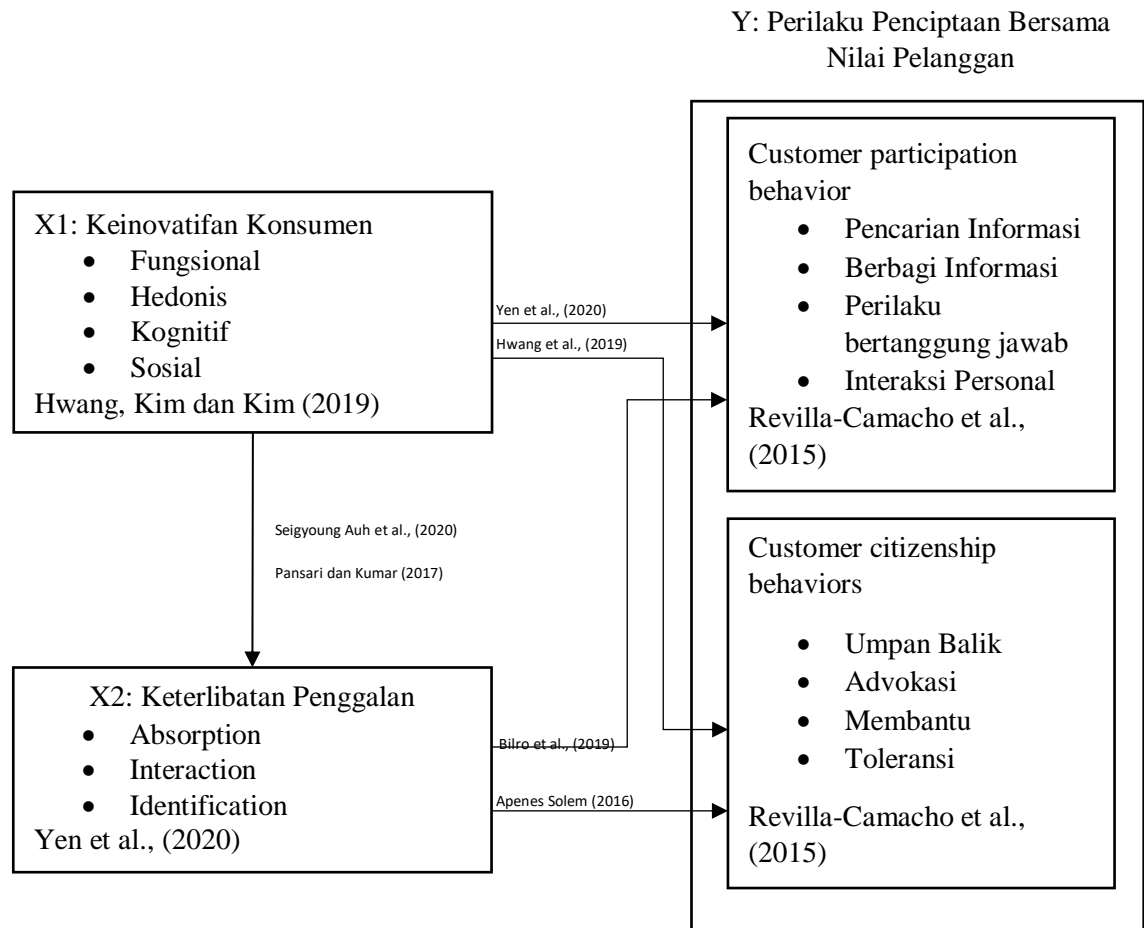 Y: Perilaku Penciptaan Bersama
Nilai Pelanggan
X1: Keinovatifan Konsumen
• Fungsional
• Hedonis
• Kognitif
• Sosial
Hwang, Kim dan Kim (2019)
Yen et al., (2020)
Hwang et al., (2019)
Customer participation
behavior
• Pencarian Informasi
• Berbagi Informasi
• Perilaku
bertanggung jawab
• Interaksi Personal
Revilla-Camacho et al.,
(2015)
Seigyoung Auh et al., (2020)
Pansari dan Kumar (2017)
X2: Keterlibatan Penggalan
• Absorption
• Interaction
• Identification
Yen et al., (2020)
Bilro et al., (2019)
Apenes Solem (2016)
Customer citizenship
behaviors
• Umpan Balik
• Advokasi
• Membantu
• Toleransi
Revilla-Camacho et al.,
(2015)